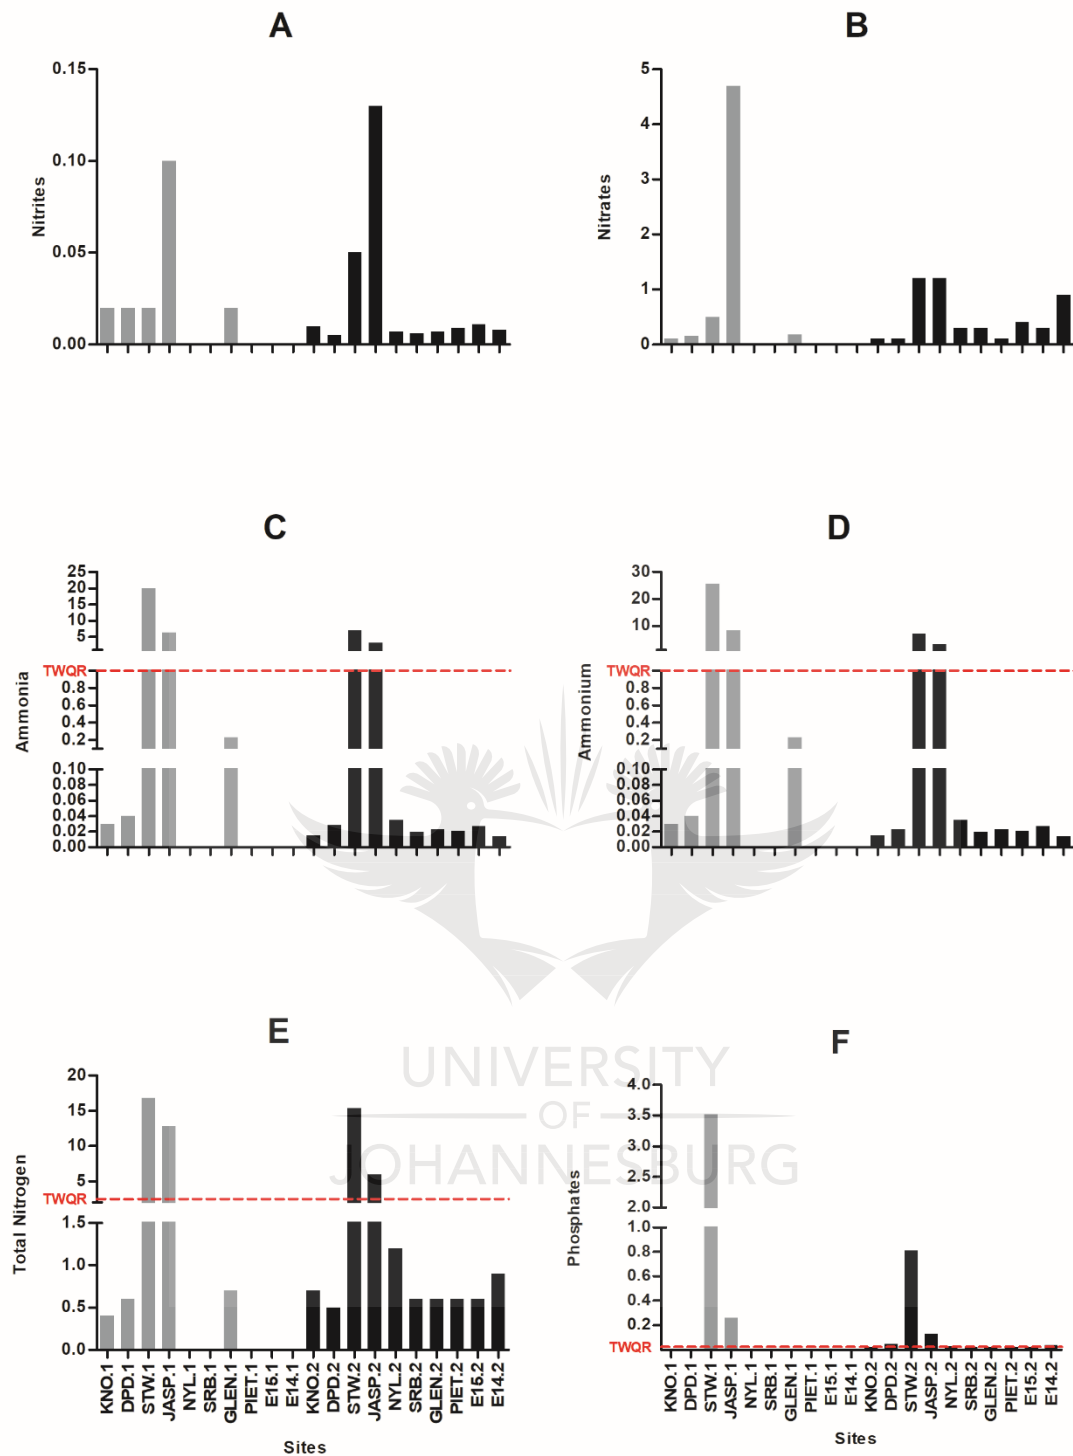 A
0.15
0.10
0.05
0.00
Nitrites
B
5
4
3
2
1
0
Nitrates
C
25
20
15
10
5
TWQR
0.8
0.6
0.4
0.2
0.10
0.08
0.06
0.04
0.02
0.00
Ammonia
D
30
20
10
TWQR
0.8
0.6
0.4
0.2
0.10
0.08
0.06
0.04
0.02
0.00
Ammonium
E
20
15
10
5
TWQR
1.5
1.0
0.5
0.0
Total Nitrogen
KNO.1
DPD.1
STW.1
JASP.1
NYL.1
SRB.1
GLEN.1
PIET.1
E15.1
E14.1
KNO.2
DPD.2
STW.2
JASP.2
NYL.2
SRB.2
GLEN.2
PIET.2
E15.2
E14.2
Sites
F
4.0
3.5
3.0
2.5
2.0
1.0
0.8
0.6
0.4
0.2
TWQR
Phosphates
KNO.1
DPD.1
STW.1
JASP.1
NYL.1
SRB.1
GLEN.1
PIET.1
E15.1
E14.1
KNO.2
DPD.2
STW.2
JASP.2
NYL.2
SRB.2
GLEN.2
PIET.2
E15.2
E14.2
Sites
UNIVERSITY
OF
JOHANNESBURG